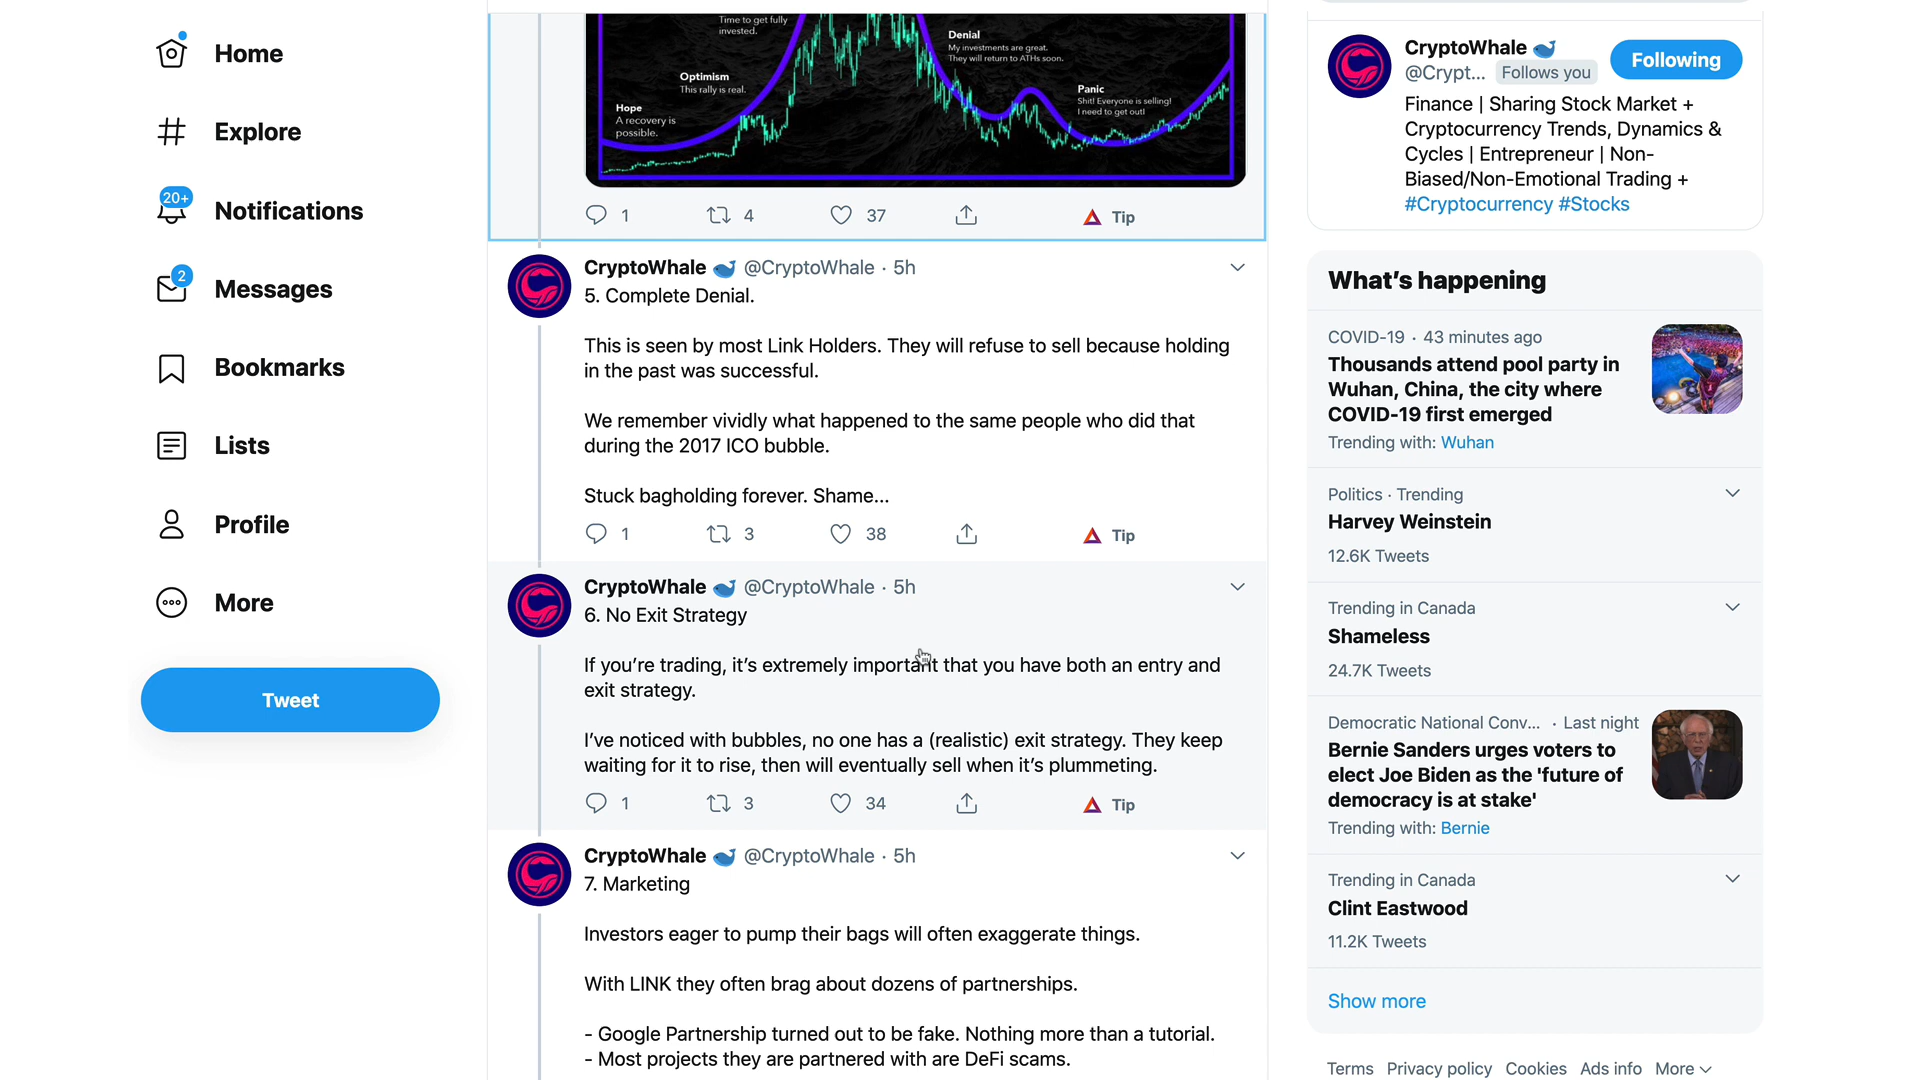 Home
Explore
20+
Notifications
2
Messages
Bookmarks
Lists
Profile
More
Tweet
Time to get fully
invested.
Denial
My investments are great.
They will return to ATHs soon.
Optimism
This rally is real.
Panic
Shit! Everyone is selling!
I need to get out!
Hope
A recovery is
possible.
1 4 37 Tip
CryptoWhale @CryptoWhale · 5h
5. Complete Denial.
This is seen by most Link Holders. They will refuse to sell because holding
in the past was successful.
We remember vividly what happened to the same people who did that
during the 2017 ICO bubble.
Stuck bagholding forever. Shame...
1 3 38 Tip
CryptoWhale @CryptoWhale · 5h
6. No Exit Strategy
If you're trading, it's extremely important that you have both an entry and
exit strategy.
I've noticed with bubbles, no one has a (realistic) exit strategy. They keep
waiting for it to rise, then will eventually sell when it's plummeting.
1 3 34 Tip
CryptoWhale @CryptoWhale · 5h
7. Marketing
Investors eager to pump their bags will often exaggerate things.
With LINK they often brag about dozens of partnerships.
- Google Partnership turned out to be fake. Nothing more than a tutorial.
- Most projects they are partnered with are DeFi scams.
CryptoWhale
@Crypt... Follows you
Following
Finance | Sharing Stock Market +
Cryptocurrency Trends, Dynamics &
Cycles | Entrepreneur | Non-
Biased/Non-Emotional Trading +
#Cryptocurrency #Stocks
What's happening
COVID-19 · 43 minutes ago
Thousands attend pool party in
Wuhan, China, the city where
COVID-19 first emerged
Trending with: Wuhan
Politics · Trending
Harvey Weinstein
12.6K Tweets
Trending in Canada
Shameless
24.7K Tweets
Democratic National Conv... · Last night
Bernie Sanders urges voters to
elect Joe Biden as the 'future of
democracy is at stake'
Trending with: Bernie
Trending in Canada
Clint Eastwood
11.2K Tweets
Show more
Terms Privacy policy Cookies Ads info More